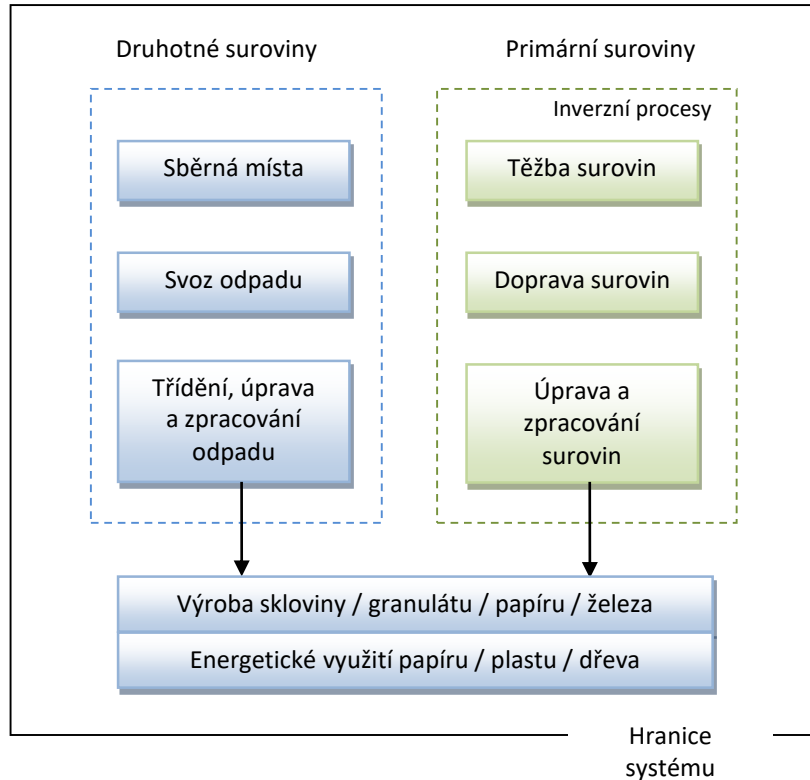 Druhotné suroviny
Primární suroviny
Inverzní procesy
Sběrná místa
Těžba surovin
Svoz odpadu
Doprava surovin
Třídění, úprava
a zpracování
odpadu
Úprava a
zpracování
surovin
Výroba skloviny / granulátu / papíru / železa
Energetické využití papíru / plastu / dřeva
Hranice
systému